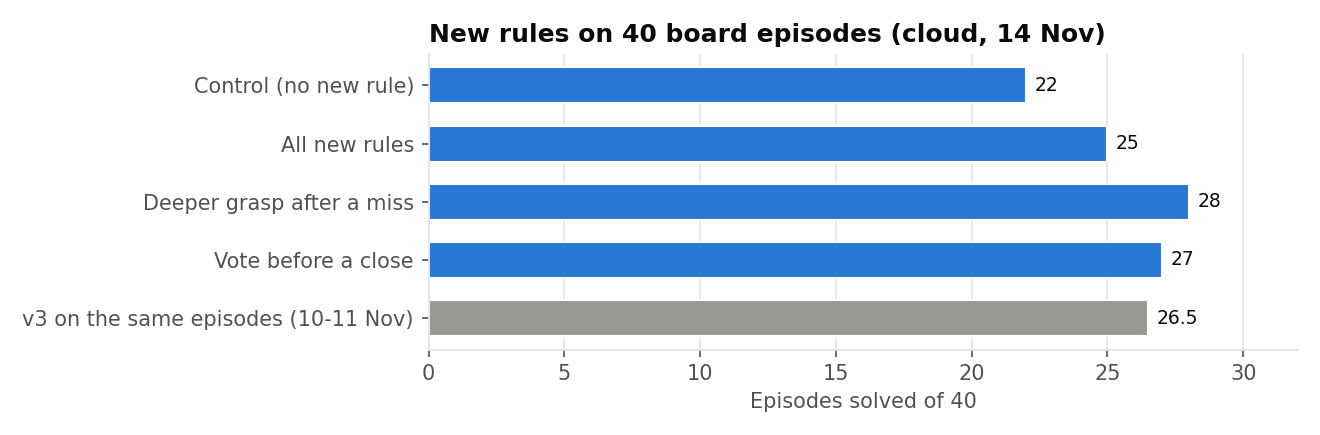 New rules on 40 board episodes (cloud, 14 Nov)
Control (no new rule)
22
All new rules
25
Deeper grasp after a miss
28
Vote before a close
27
v3 on the same episodes (10-11 Nov)
26.5
0 5 10 15 20 25 30
Episodes solved of 40